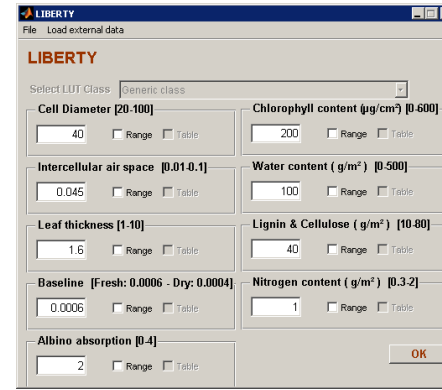 LIBERTY
File Load external data
LIBERTY
Select LUT Class Generic class
Cell Diameter [20-100]
40 Range Table
Intercellular air space [0.01-0.1]
0.045 Range Table
Leaf thickness [1-10]
1.6 Range Table
Baseline [Fresh: 0.0006 - Dry: 0.0004]
0.0006 Range Table
Albino absorption [0-4]
2 Range Table
Chlorophyll content (µg/cm²) [0-600]
200 Range Table
Water content ( g/m² ) [0-500]
100 Range Table
Lignin & Cellulose ( g/m² ) [10-80]
40 Range Table
Nitrogen content ( g/m² ) [0.3-2]
1 Range Table
OK